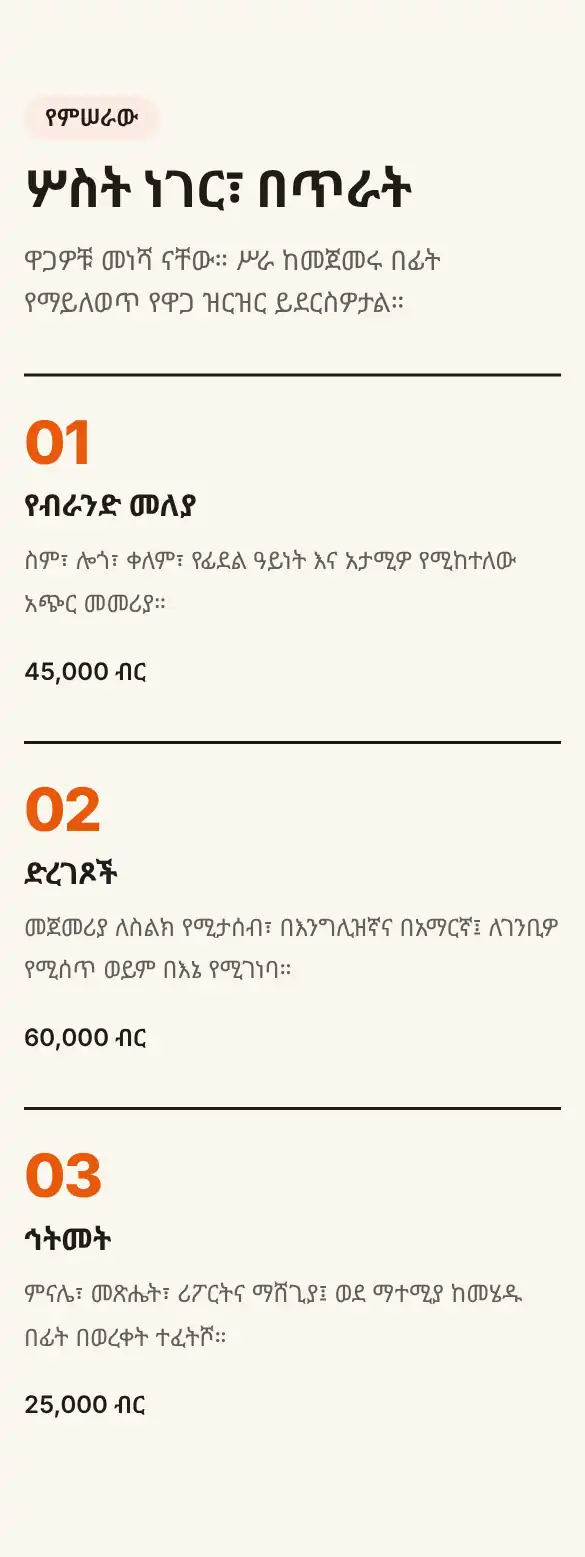 የምሠራው
ሦስት ነገር፣ በጥራት
ዋጋዎቹ መነሻ ናቸው። ሥራ ከመጀመሩ በፊት
የማይለወጥ የዋጋ ዝርዝር ይደርስዎታል።
01
የብራንድ መለያ
ስም፣ ሎጎ፣ ቀለም፣ የፊደል ዓይነት እና አታሚዎ የሚከተለው
አጭር መመሪያ።
45,000 ብር
02
ድረገጾች
መጀመሪያ ለስልክ የሚታሰብ፣ በእንግሊዝኛና በአማርኛ፤ ለገንቢዎ
የሚሰጥ ወይም በእኔ የሚገነባ።
60,000 ብር
03
ኅትመት
ምናሌ፣ መጽሔት፣ ሪፖርትና ማሸጊያ፤ ወደ ማተሚያ ከመሄዱ
በፊት በወረቀት ተፈትሾ።
25,000 ብር